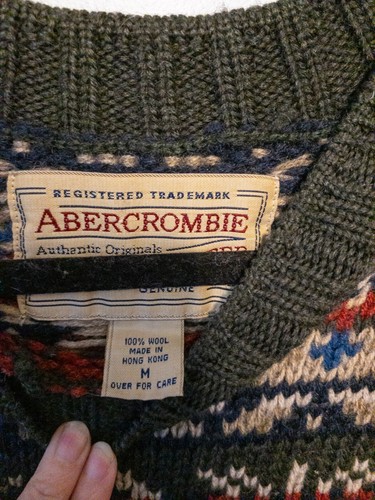 REGISTERED TRADEMARK
ABERCROMBIE
Authentic Originals
GENUINE
100% WOOL
MADE IN
HONG KONG
M
OVER FOR CARE